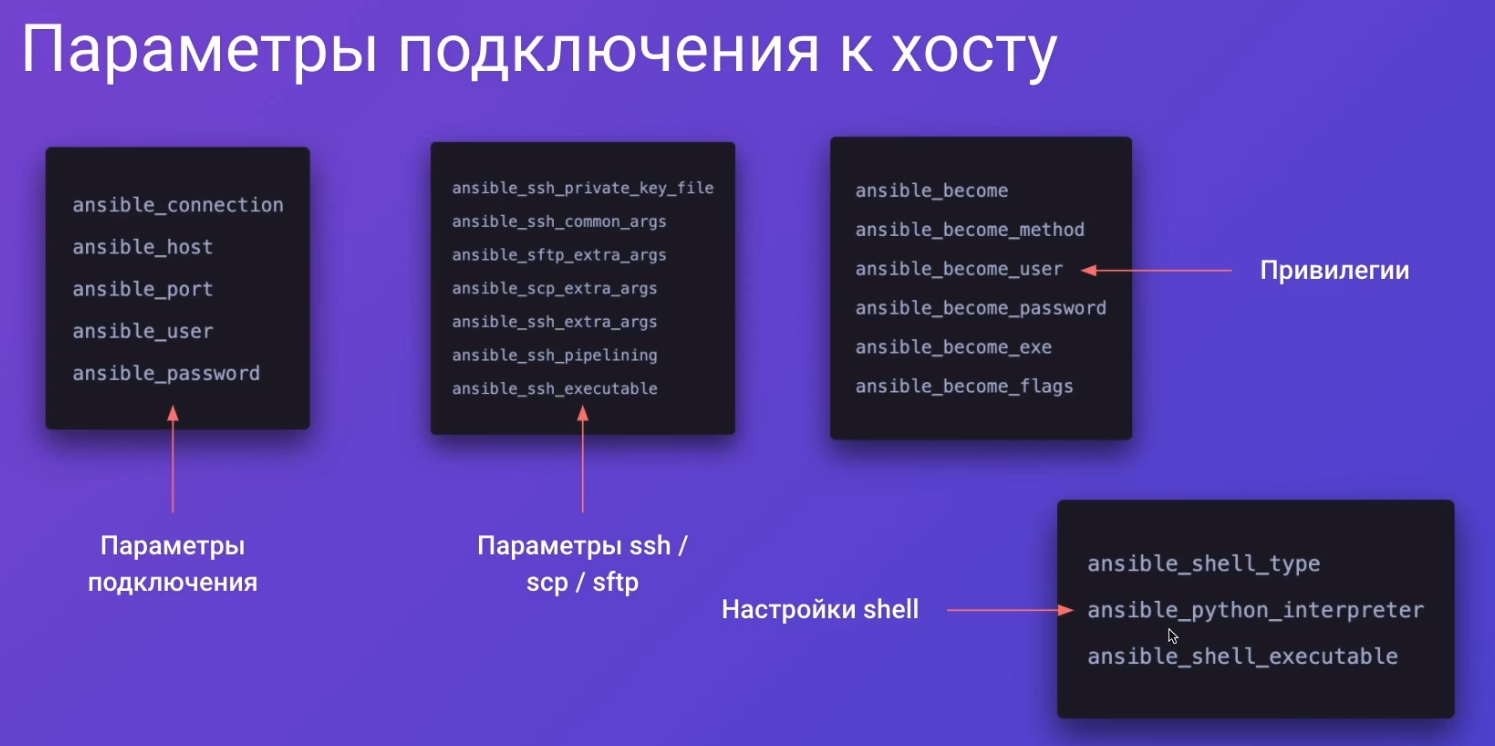 Параметры подключения к хосту
ansible_connection
ansible_host
ansible_port
ansible_user
ansible_password
Параметры
подключения
ansible_ssh_private_key_file
ansible_ssh_common_args
ansible_sftp_extra_args
ansible_scp_extra_args
ansible_ssh_extra_args
ansible_ssh_pipelining
ansible_ssh_executable
Параметры ssh /
scp / sftp
ansible_become
ansible_become_method
ansible_become_user
ansible_become_password
ansible_become_exe
ansible_become_flags
Привилегии
Настройки shell
ansible_shell_type
ansible_python_interpreter
ansible_shell_executable